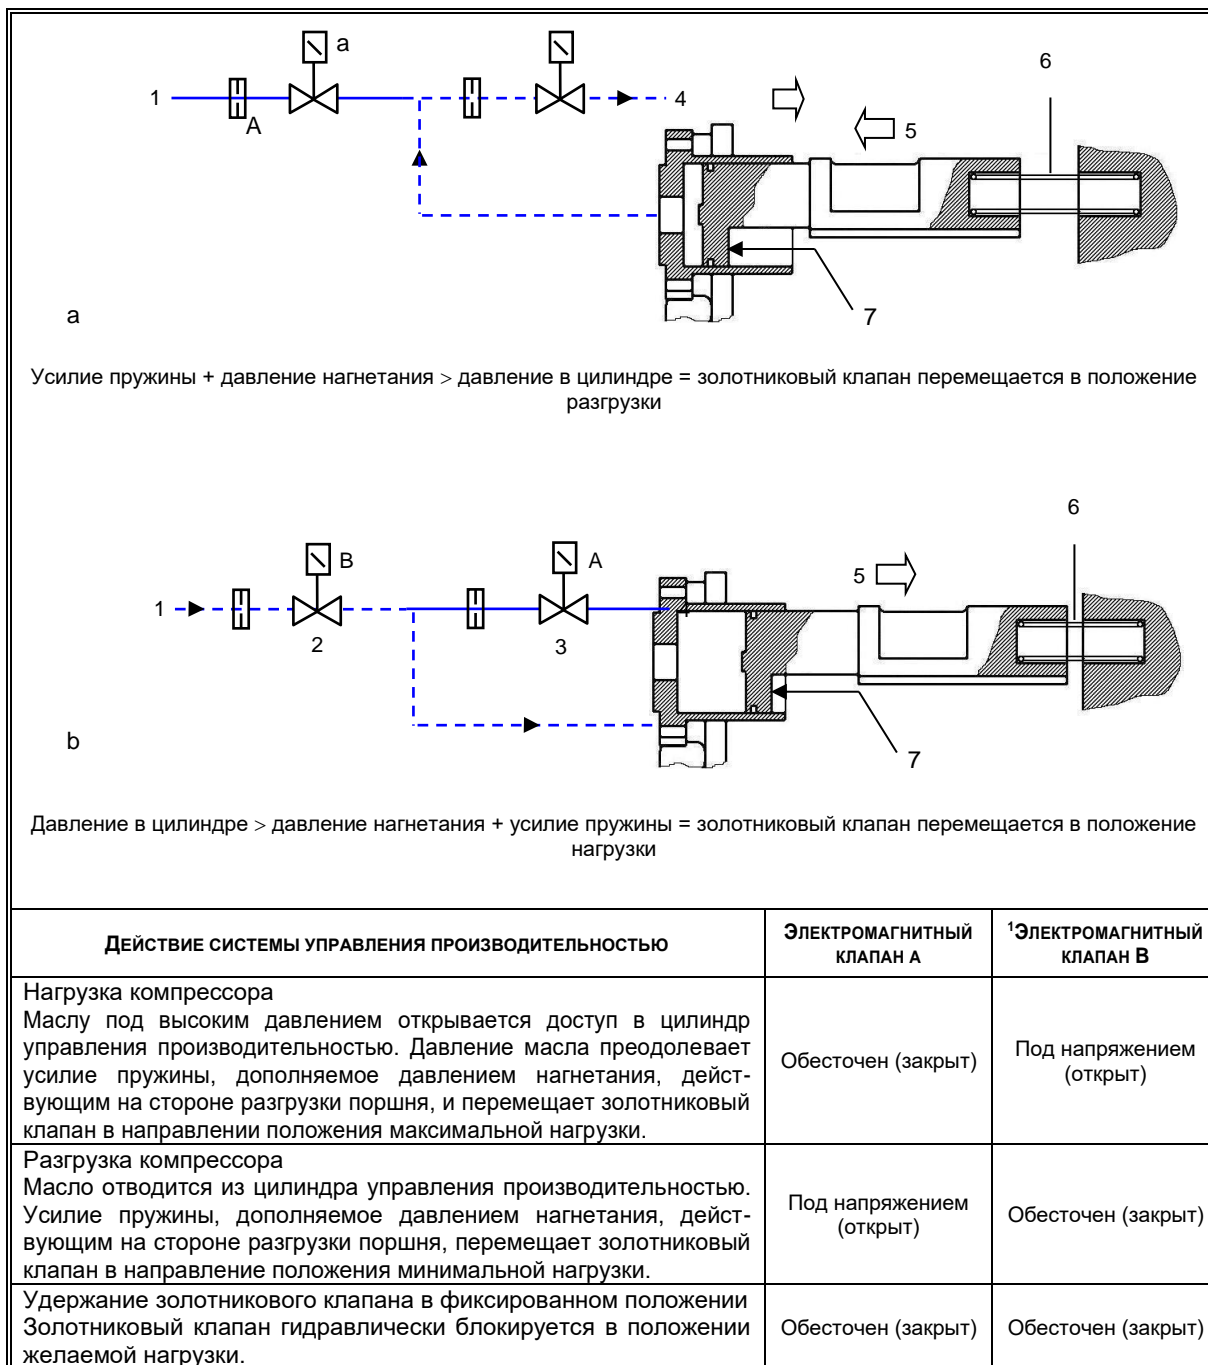 а
6
1
A
4
5
7
а
Усилие пружины + давление нагнетания > давление в цилиндре = золотниковый клапан перемещается в положение
разгрузки
6
B
A
5
1
2
3
7
b
Давление в цилиндре > давление нагнетания + усилие пружины = золотниковый клапан перемещается в положение
нагрузки
ДЕЙСТВИЕ СИСТЕМЫ УПРАВЛЕНИЯ ПРОИЗВОДИТЕЛЬНОСТЬЮ
ЭЛЕКТРОМАГНИТНЫЙ
КЛАПАН А
¹ЭЛЕКТРОМАГНИТНЫЙ
КЛАПАН В
Нагрузка компрессора
Маслу под высоким давлением открывается доступ в цилиндр
управления производительностью. Давление масла преодолевает
усилие пружины, дополняемое давлением нагнетания, дейст-
вующим на стороне разгрузки поршня, и перемещает золотниковый
клапан в направлении положения максимальной нагрузки.
Обесточен (закрыт)
Под напряжением
(открыт)
Разгрузка компрессора
Масло отводится из цилиндра управления производительностью.
Усилие пружины, дополняемое давлением нагнетания, дейст-
вующим на стороне разгрузки поршня, перемещает золотниковый
клапан в направление положения минимальной нагрузки.
Под напряжением
(открыт)
Обесточен (закрыт)
Удержание золотникового клапана в фиксированном положении
Золотниковый клапан гидравлически блокируется в положении
желаемой нагрузки.
Обесточен (закрыт)
Обесточен (закрыт)